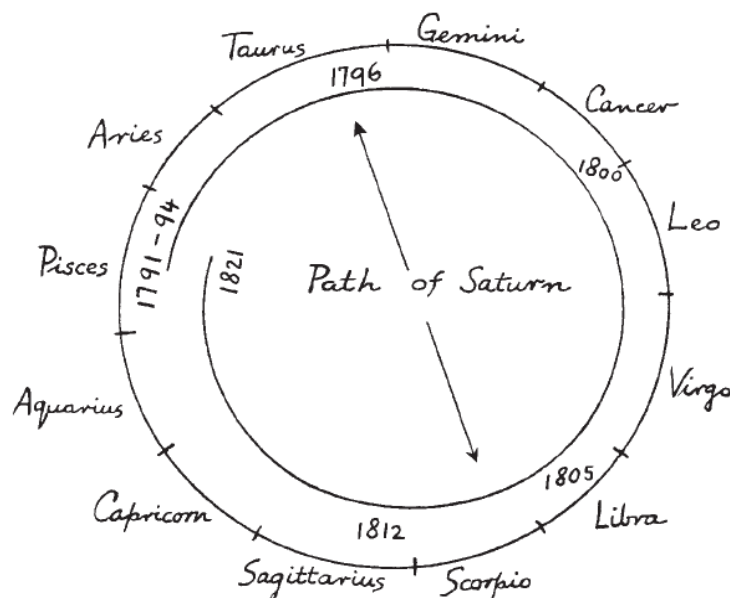 Taurus
Gemini
1796
Cancer
Aries
1800
Leo
1791-94
Pisces
1821
Path of Saturn
Virgo
Aquarius
1805
Capricorn
Libra
1812
Sagittarius
Scorpio